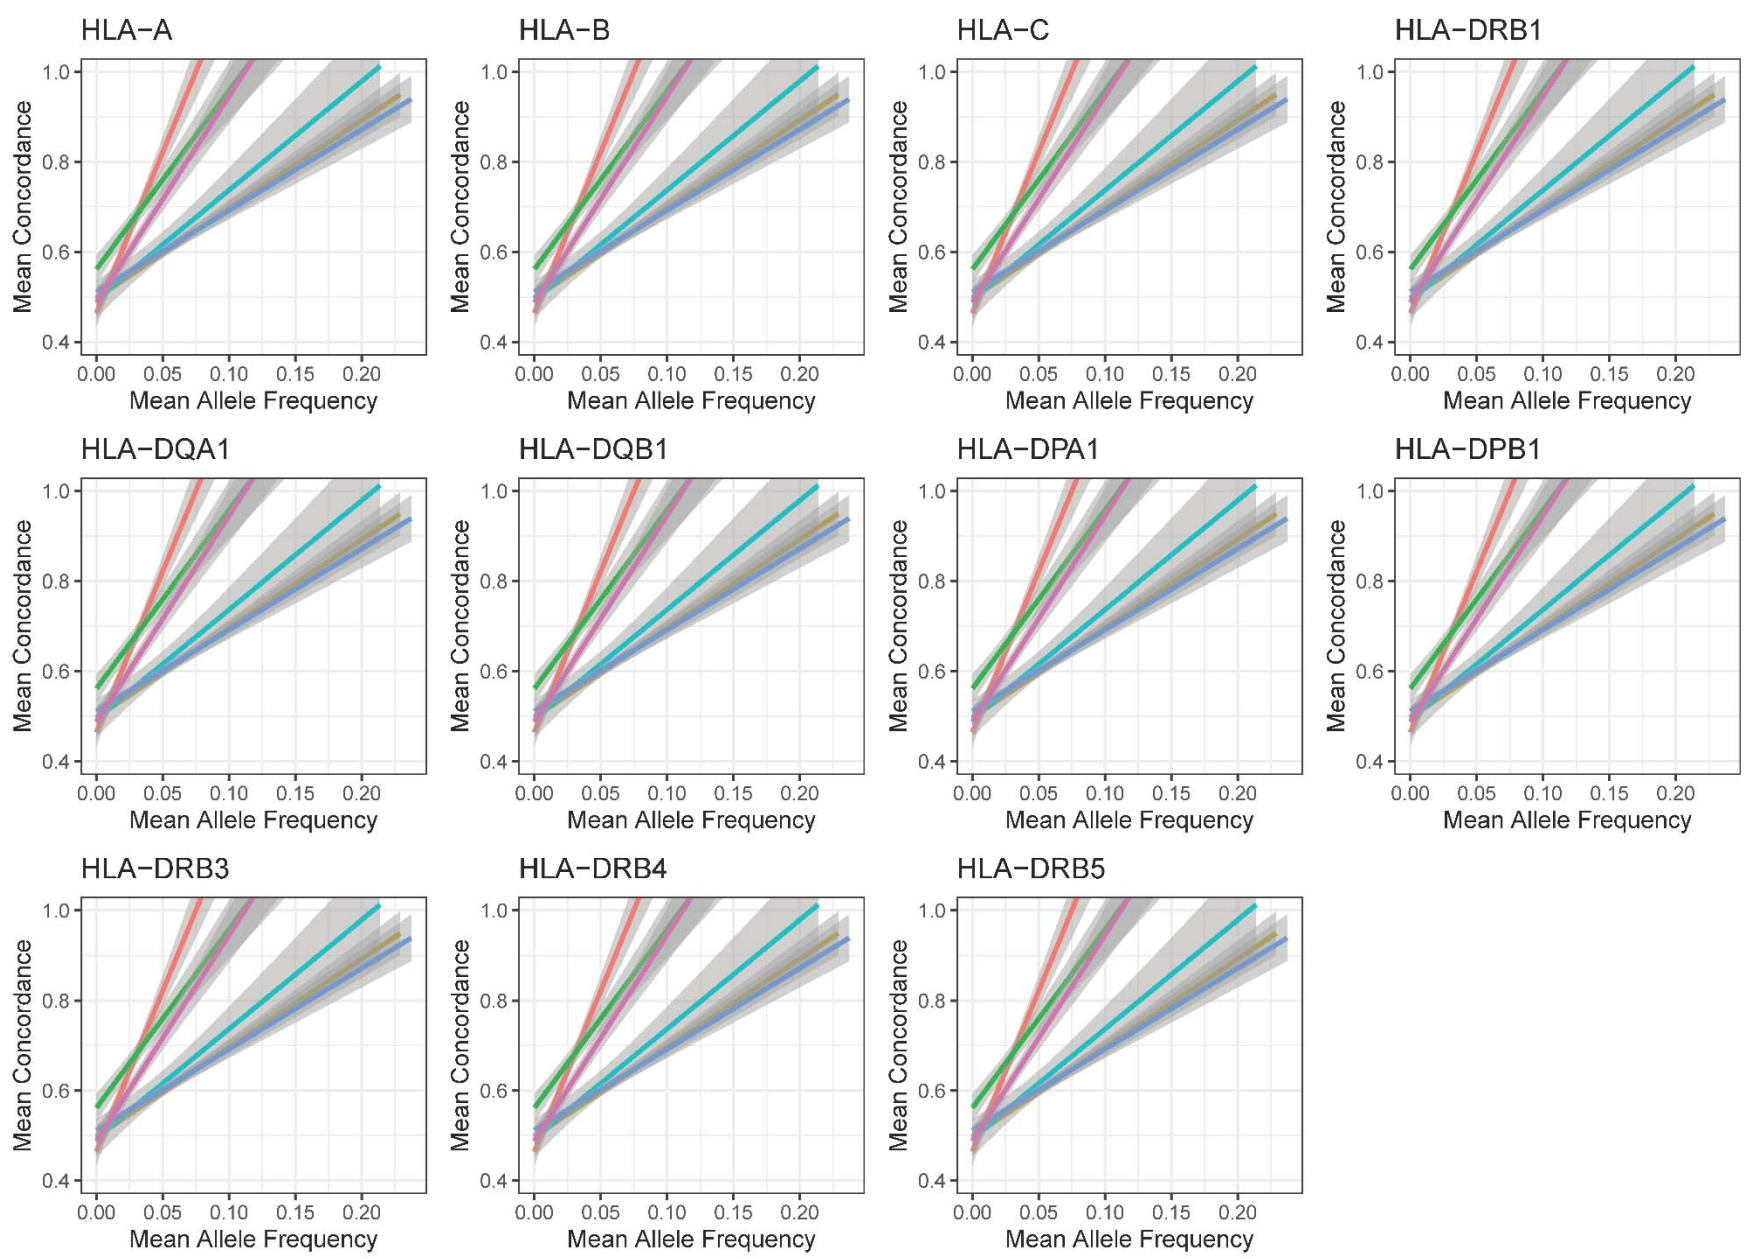 HLA−A HLA−B HLA−C HLA−DRB1
1.0 1.0 1.0 1.0
0.8 0.8 0.8 0.8
0.6 0.6 0.6 0.6
0.4 0.4 0.4 0.4
Mean Concordance Mean Concordance Mean Concordance Mean Concordance
0.00 0.05 0.10 0.15 0.20 0.00 0.05 0.10 0.15 0.20 0.00 0.05 0.10 0.15 0.20 0.00 0.05 0.10 0.15 0.20
Mean Allele Frequency Mean Allele Frequency Mean Allele Frequency Mean Allele Frequency
HLA−DQA1 HLA−DQB1 HLA−DPA1 HLA−DPB1
1.0 1.0 1.0 1.0
0.8 0.8 0.8 0.8
0.6 0.6 0.6 0.6
0.4 0.4 0.4 0.4
Mean Concordance Mean Concordance Mean Concordance Mean Concordance
0.00 0.05 0.10 0.15 0.20 0.00 0.05 0.10 0.15 0.20 0.00 0.05 0.10 0.15 0.20 0.00 0.05 0.10 0.15 0.20
Mean Allele Frequency Mean Allele Frequency Mean Allele Frequency Mean Allele Frequency
HLA−DRB3 HLA−DRB4 HLA−DRB5
1.0 1.0 1.0
0.8 0.8 0.8
0.6 0.6 0.6
0.4 0.4 0.4
Mean Concordance Mean Concordance Mean Concordance
0.00 0.05 0.10 0.15 0.20 0.00 0.05 0.10 0.15 0.20 0.00 0.05 0.10 0.15 0.20
Mean Allele Frequency Mean Allele Frequency Mean Allele Frequency